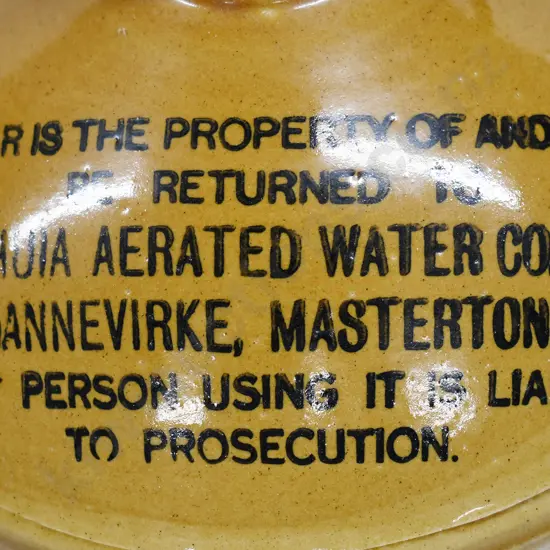 R IS THE PROPERTY OF AND
BE RETURNED TO
AERATED WATER CO.
DANNEVIRKE, MASTERTON
PERSON USING IT IS LIA
TO PROSECUTION.